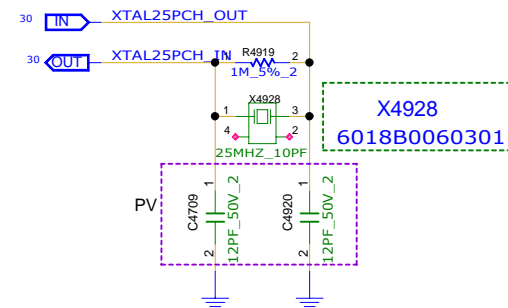 30 IN XTAL25PCH_OUT
30 OUT XTAL25PCH_IN
1 R4919 2
1M_5%_2
X4928
1 3
4 2
25MHZ_10PF
X4928
6018B0060301
PV
1 C4709 2 12PF_50V_2
1 C4920 2 12PF_50V_2